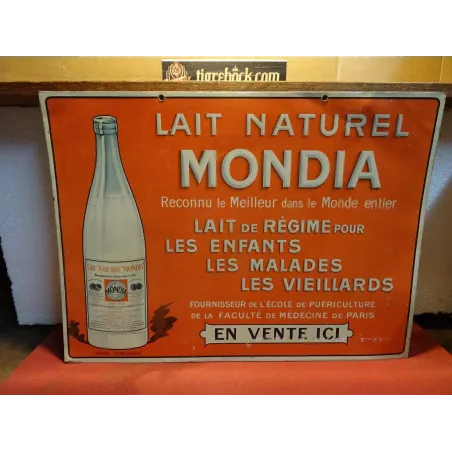 tigrebock.com
LAIT NATUREL
MONDIA
Reconnu le Meilleur dans le Monde entier
LAIT DE RÉGIME POUR
LES ENFANTS
LES MALADES
LES VIEILLARDS
FOURNISSEUR DE L'ÉCOLE DE PUÉRICULTURE
DE LA FACULTÉ DE MÉDECINE DE PARIS
EN VENTE ICI
LAIT NATUREL "MONDIA"
MONDIA